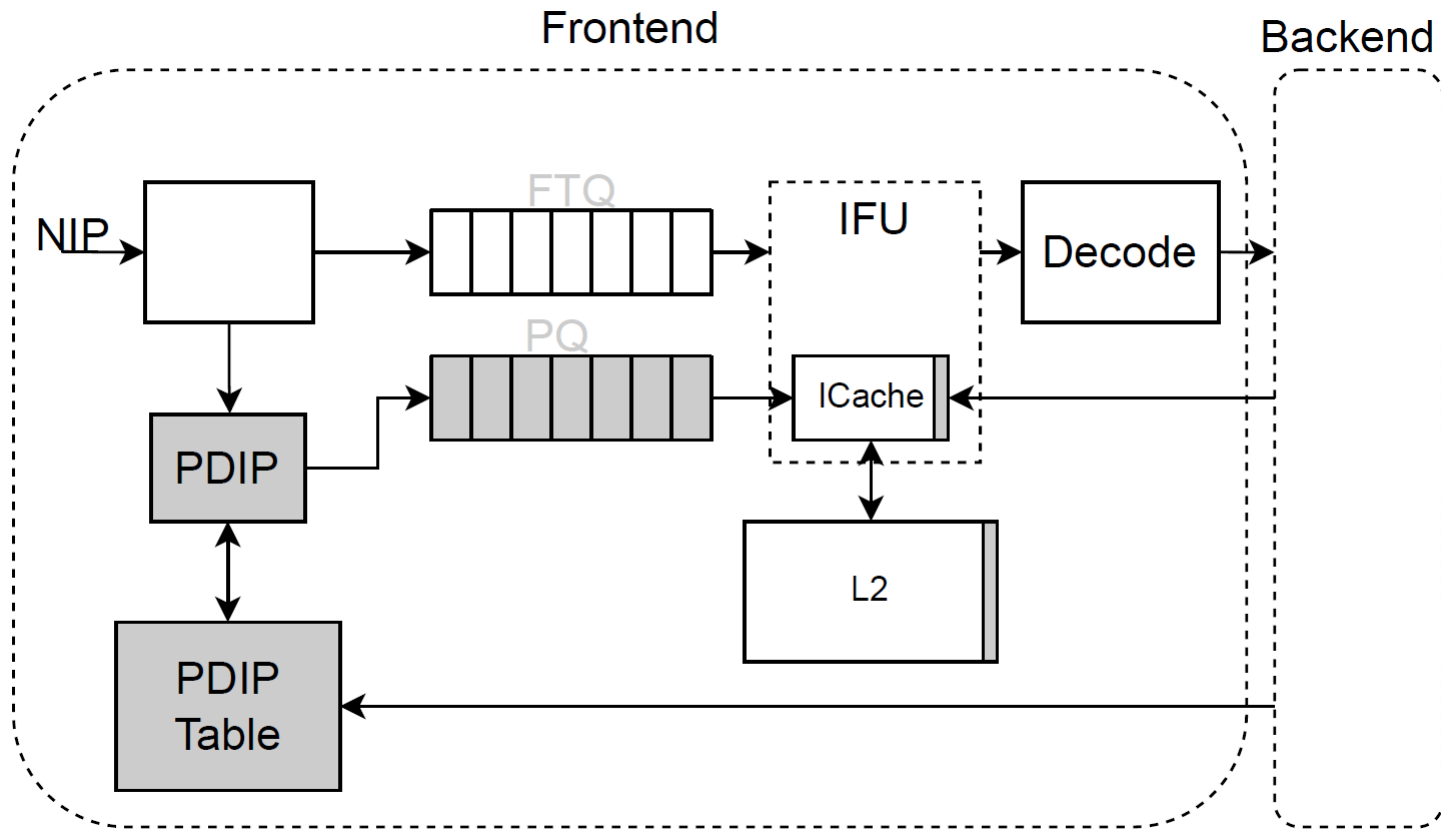 Frontend
Backend
NIP
FTQ
IFU
Decode
PQ
ICache
PDIP
L2
PDIP
Table